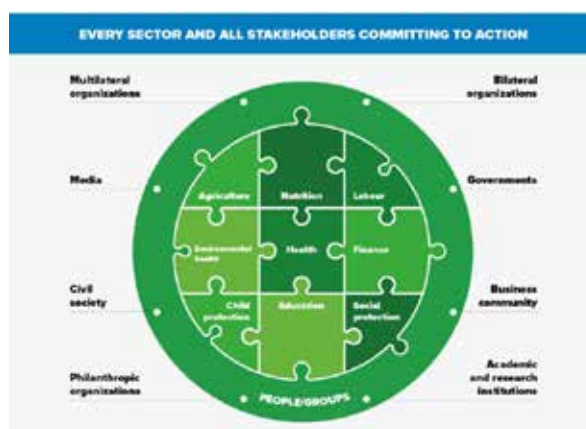 EVERY SECTOR AND ALL STAKEHOLDERS COMMITTING TO ACTION
Multilateral
organizations
Bilateral
organizations
Media
Governments
Agriculture
Nutrition
Labour
Environmental
health
Health
Finance
Civil
society
Business
community
Child
protection
Education
Social
protection
Philanthropic
organizations
Academic
and research
institutions
PEOPLE/GROUPS